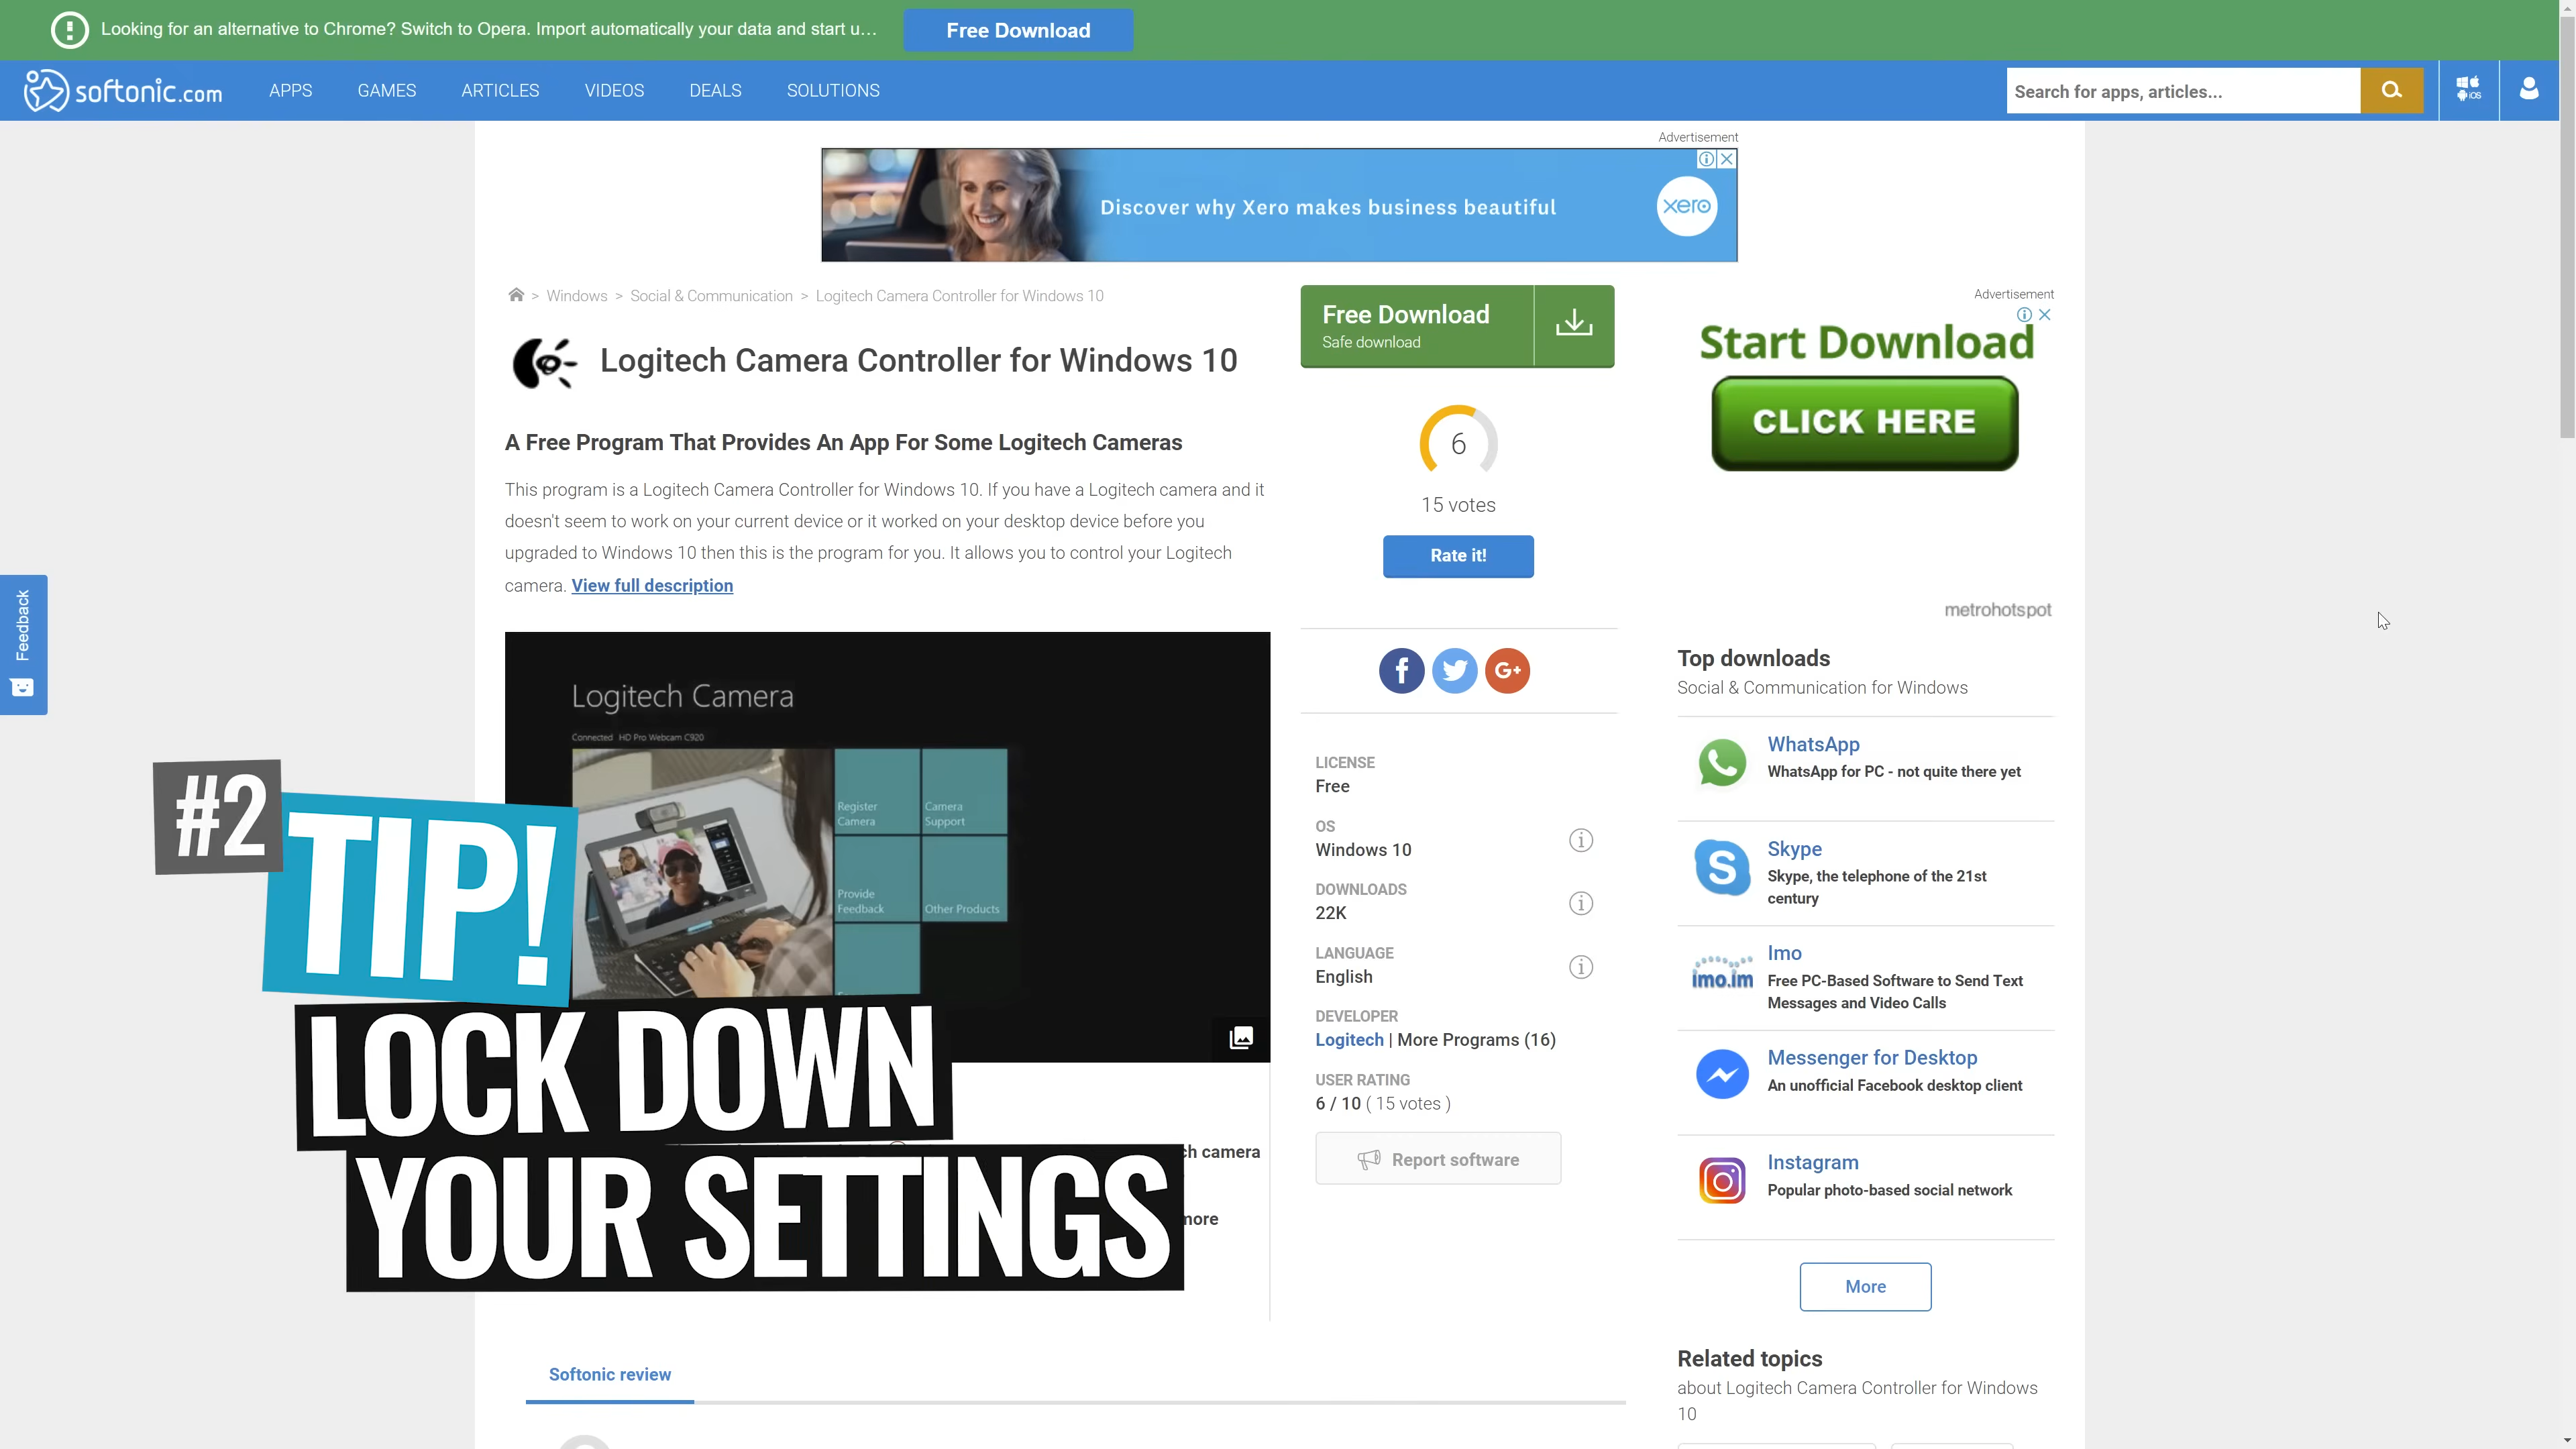 Looking for an alternative to Chrome? Switch to Opera. Import automatically your data and start u...
Free Download
softonic.com
APPS
GAMES
ARTICLES
VIDEOS
DEALS
SOLUTIONS
Search for apps, articles...
iOS
Advertisement
Discover why Xero makes business beautiful
xero
> Windows > Social & Communication > Logitech Camera Controller for Windows 10
Logitech Camera Controller for Windows 10
A Free Program That Provides An App For Some Logitech Cameras
This program is a Logitech Camera Controller for Windows 10. If you have a Logitech camera and it
doesn't seem to work on your current device or it worked on your desktop device before you
upgraded to Windows 10 then this is the program for you. It allows you to control your Logitech
camera. View full description
Feedback
Logitech Camera
Connected HD Pro Webcam C920
Register
Camera
Camera
Support
Provide
Feedback
Other Products
#2
TIP!
LOCK DOWN
YOUR SETTINGS
ch camera
more
Softonic review
Free Download
Safe download
6
15 votes
Rate it!
f
G+
LICENSE
Free
OS
Windows 10
DOWNLOADS
22K
LANGUAGE
English
DEVELOPER
Logitech | More Programs (16)
USER RATING
6 / 10 ( 15 votes )
Report software
Advertisement
Start Download
CLICK HERE
metrohotspot
Top downloads
Social & Communication for Windows
WhatsApp
WhatsApp for PC - not quite there yet
S
Skype
Skype, the telephone of the 21st
century
imo.im
Imo
Free PC-Based Software to Send Text
Messages and Video Calls
Messenger for Desktop
An unofficial Facebook desktop client
Instagram
Popular photo-based social network
More
Related topics
about Logitech Camera Controller for Windows
10